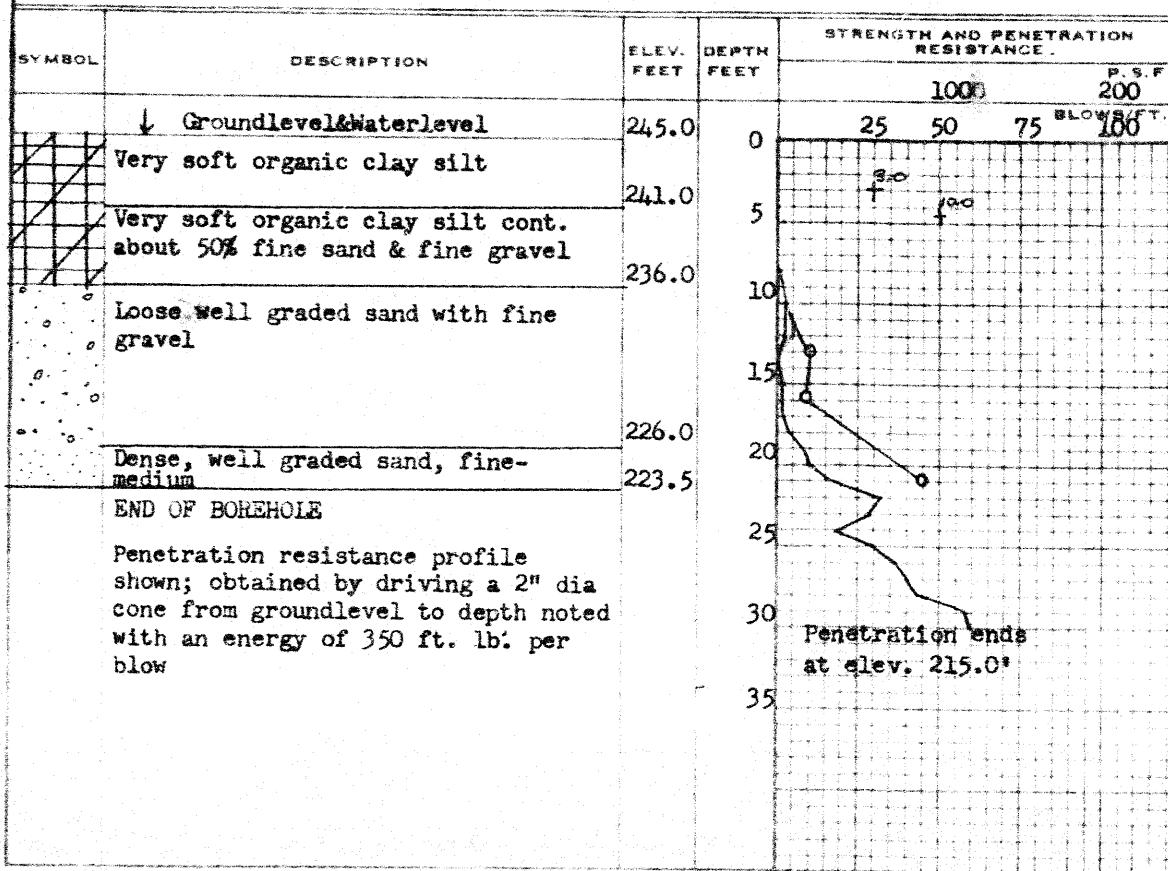 SYMBOL DESCRIPTION ELEV. FEET DEPTH FEET STRENGTH AND PENETRATION RESISTANCE.
P.S.F
1000 200
BLOWS/FT.
25 50 75 100
↓ Groundlevel&Waterlevel 245.0
0
Very soft organic clay silt
3.0
241.0
5
Very soft organic clay silt cont.
about 50% fine sand & fine gravel
236.0
10
Loose well graded sand with fine
gravel
15
226.0
20
Dense, well graded sand, fine-
medium 223.5
END OF BOREHOLE
25
Penetration resistance profile
shown; obtained by driving a 2" dia
cone from groundlevel to depth noted
with an energy of 350 ft. lb. per
blow
30
Penetration ends
at elev. 215.0'
35